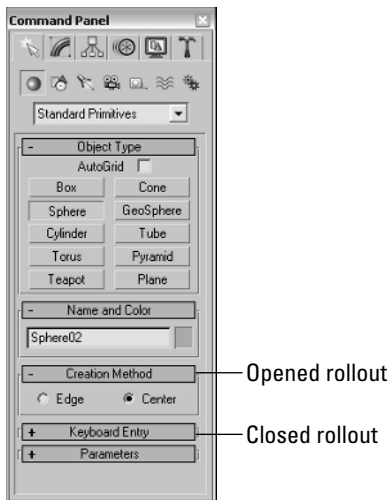 Command Panel
Standard Primitives
- Object Type
AutoGrid
Box Cone
Sphere GeoSphere
Cylinder Tube
Torus Pyramid
Teapot Plane
- Name and Color
Sphere02
- Creation Method
Opened rollout
Edge Center
+ Keyboard Entry
Closed rollout
+ Parameters